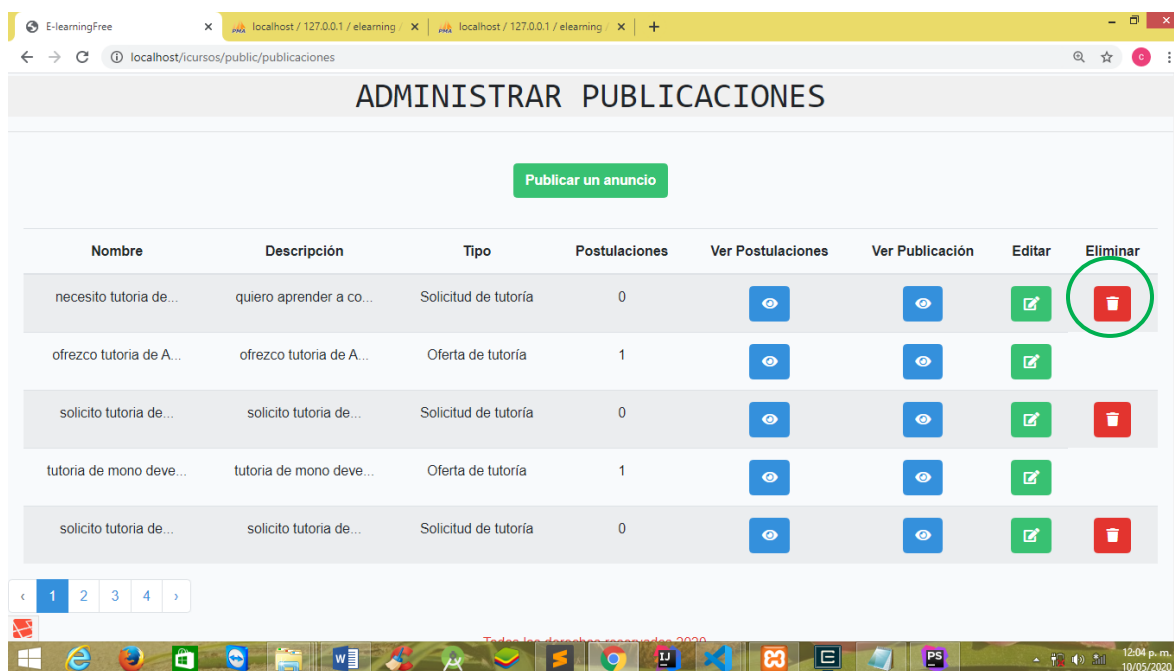 E-learningFree
localhost / 127.0.0.1 / elearning /
localhost / 127.0.0.1 / elearning /
localhost/icursos/public/publicaciones
C
ADMINISTRAR PUBLICACIONES
Publicar un anuncio
Nombre Descripción Tipo Postulaciones Ver Postulaciones Ver Publicación Editar Eliminar
necesito tutoria de... quiero aprender a co... Solicitud de tutoría 0
ofrezco tutoria de A... ofrezco tutoria de A... Oferta de tutoría 1
solicito tutoria de... solicito tutoria de... Solicitud de tutoría 0
tutoria de mono deve... tutoria de mono deve... Oferta de tutoría 1
solicito tutoria de... solicito tutoria de... Solicitud de tutoría 0
‹ 1 2 3 4 ›
Todos los derechos reservados 2020
12:04 p. m.